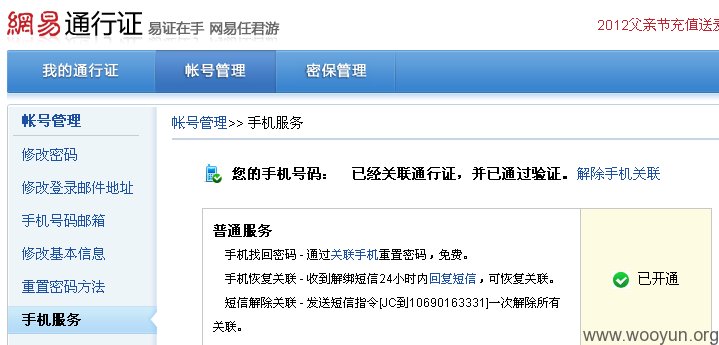 網易通行证 易证在手 网易任君游
2012父亲节充值送爱
我的通行证 帐号管理 密保管理
帐号管理
修改密码
修改登录邮件地址
手机号码邮箱
修改基本信息
重置密码方法
手机服务
帐号管理>> 手机服务
您的手机号码： 已经关联通行证，并已通过验证。解除手机关联
普通服务
手机找回密码 - 通过关联手机重置密码，免费。
手机恢复关联 - 收到解绑短信24小时内回复短信，可恢复关联。
短信解除关联 - 发送短信指令[JC到10690163331]一次解除所有
关联。
已开通
www.wooyun.org